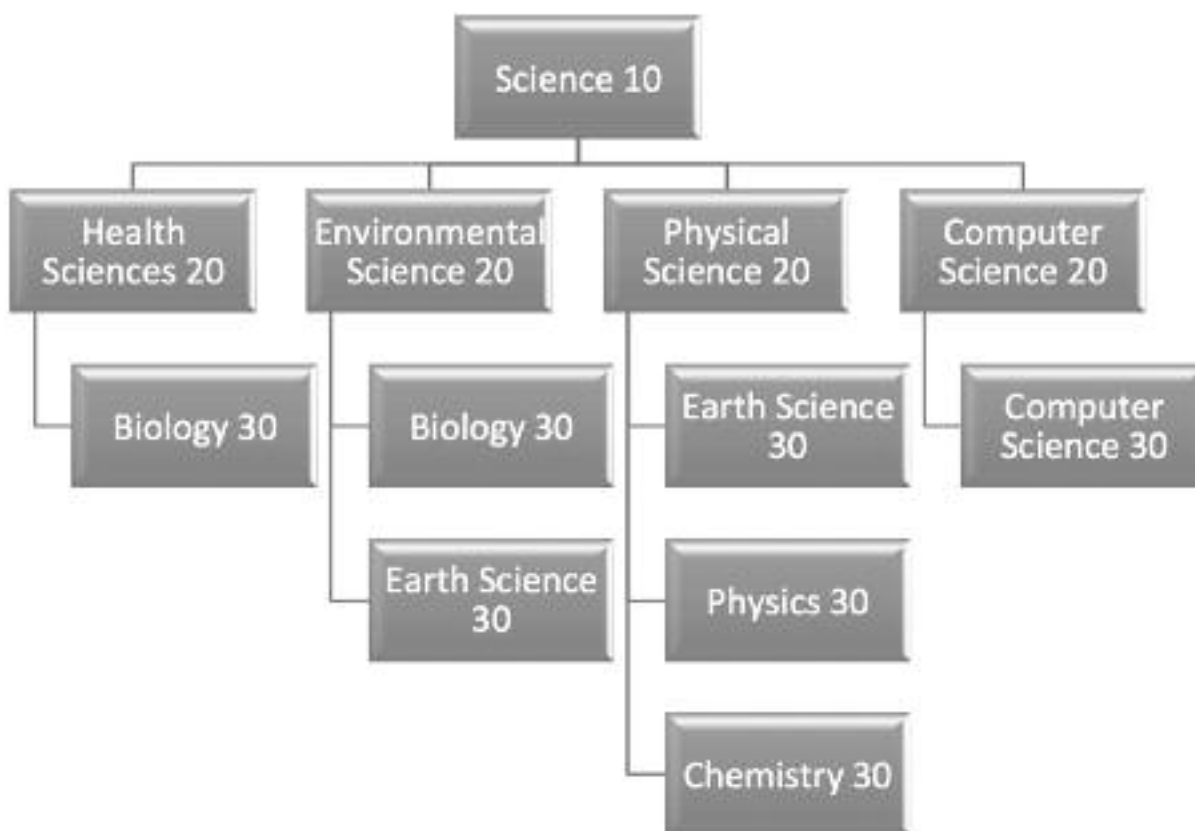 Science 10
Health
Sciences 20
Environmental
Science 20
Physical
Science 20
Computer
Science 20
Biology 30
Biology 30
Earth Science
30
Computer
Science 30
Earth Science
30
Physics 30
Chemistry 30